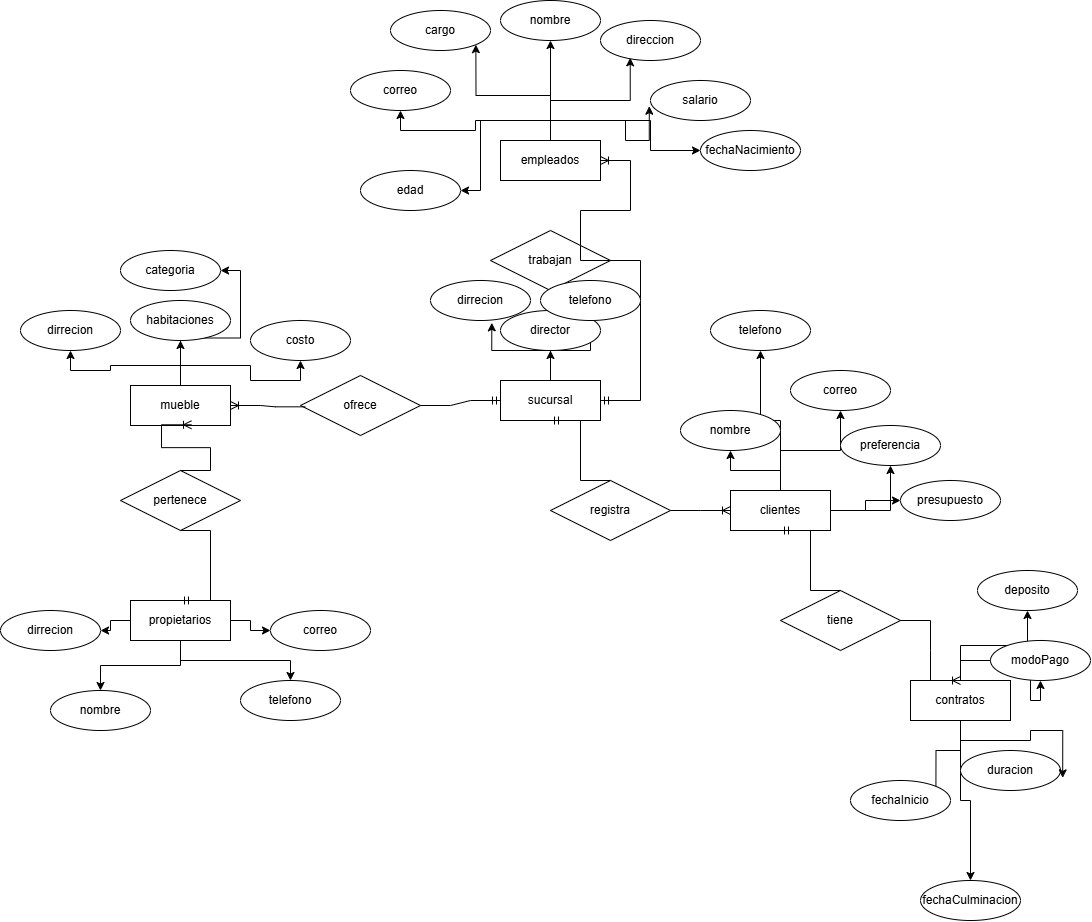 nombre
cargo
direccion
correo
salario
fechaNacimiento
empleados
edad
trabajan
categoria
dirrecion
telefono
habitaciones
dirrecion
director
costo
telefono
correo
mueble
ofrece
sucursal
nombre
preferencia
pertenece
registra
clientes
presupuesto
deposito
propietarios
tiene
dirrecion
correo
modoPago
nombre
telefono
contratos
duracion
fechaInicio
fechaCulminacion